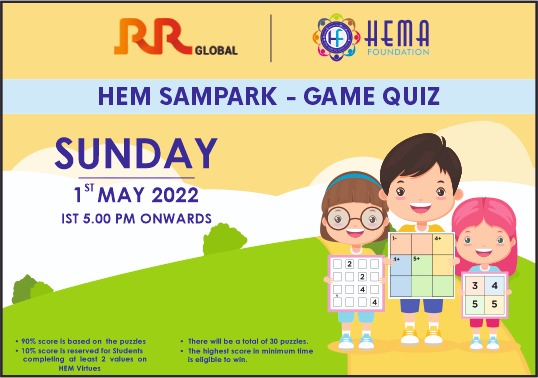 RR GLOBAL
HEMA
FOUNDATION
HEM SAMPARK - GAME QUIZ
SUNDAY
1ST MAY 2022
IST 5.00 PM ONWARDS
2
2
4
4
1-
4+
3+ 5+
3 4
5 5
• 90% score is based on the puzzles
• 10% score is reserved for Students
completing at least 2 values on
HEM Virtues
• There will be a total of 30 puzzles.
• The highest score in minimum time
is eligible to win.